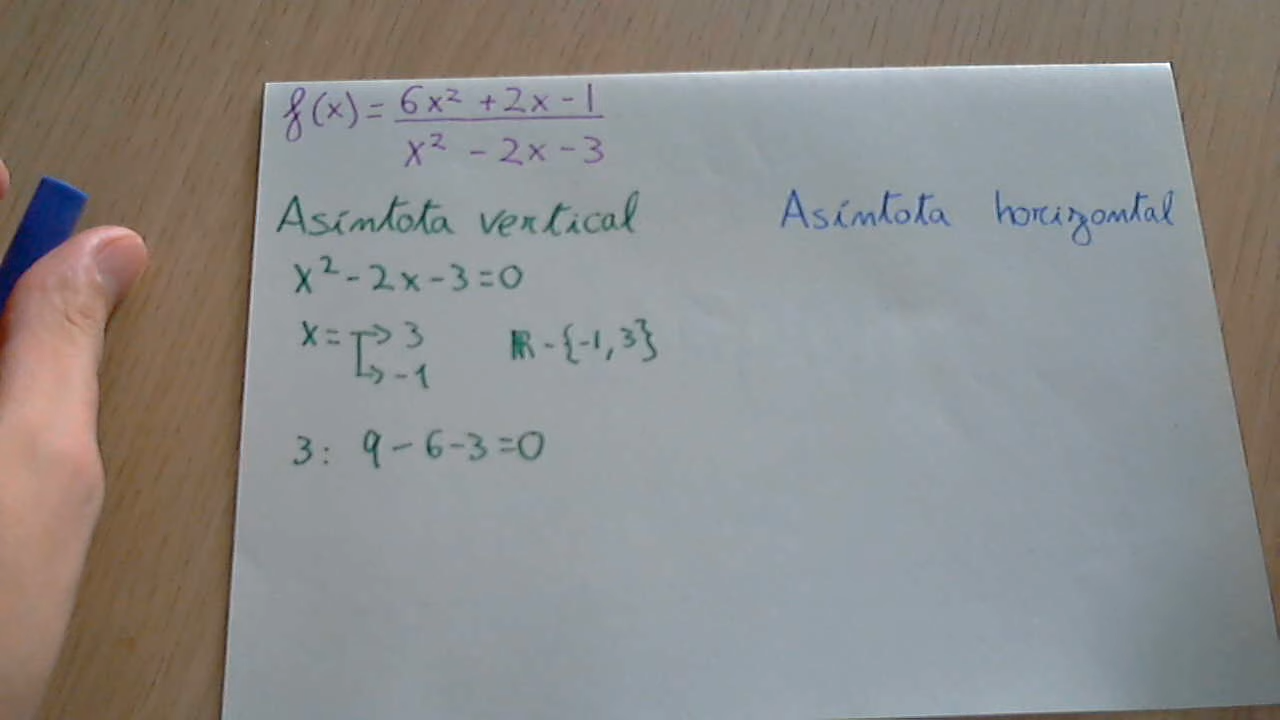 f(x) = 6x² + 2x - 1
x² - 2x - 3
Asíntota vertical
Asíntota horizontal
x² - 2x - 3 = 0
x = → 3
→ -1
ℝ - {-1, 3}
3: 9 - 6 - 3 = 0